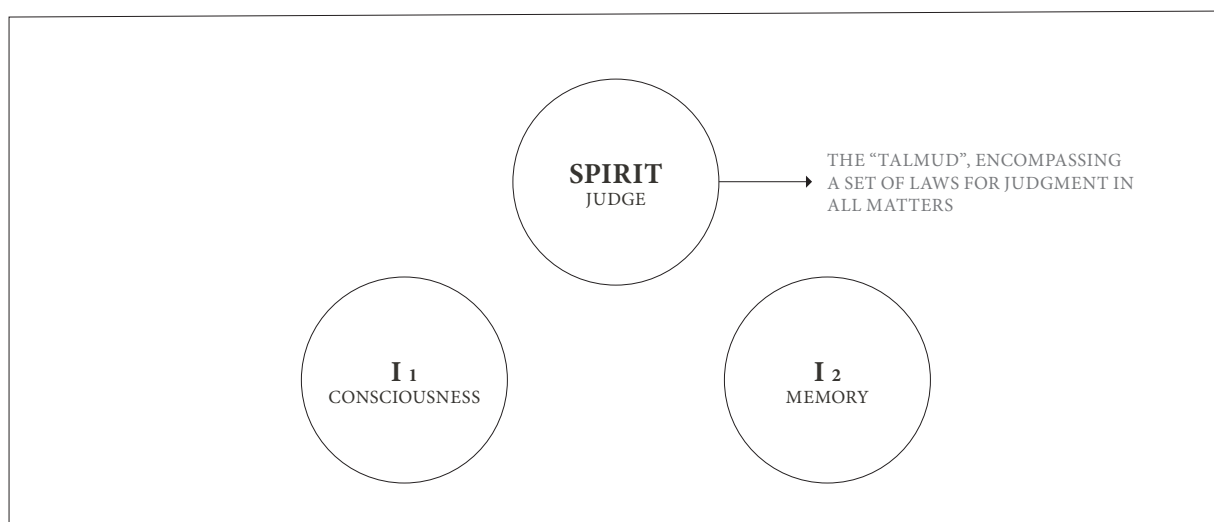 SPIRIT
JUDGE
THE “TALMUD”, ENCOMPASSING
A SET OF LAWS FOR JUDGMENT IN
ALL MATTERS
I 1
CONSCIOUSNESS
I 2
MEMORY